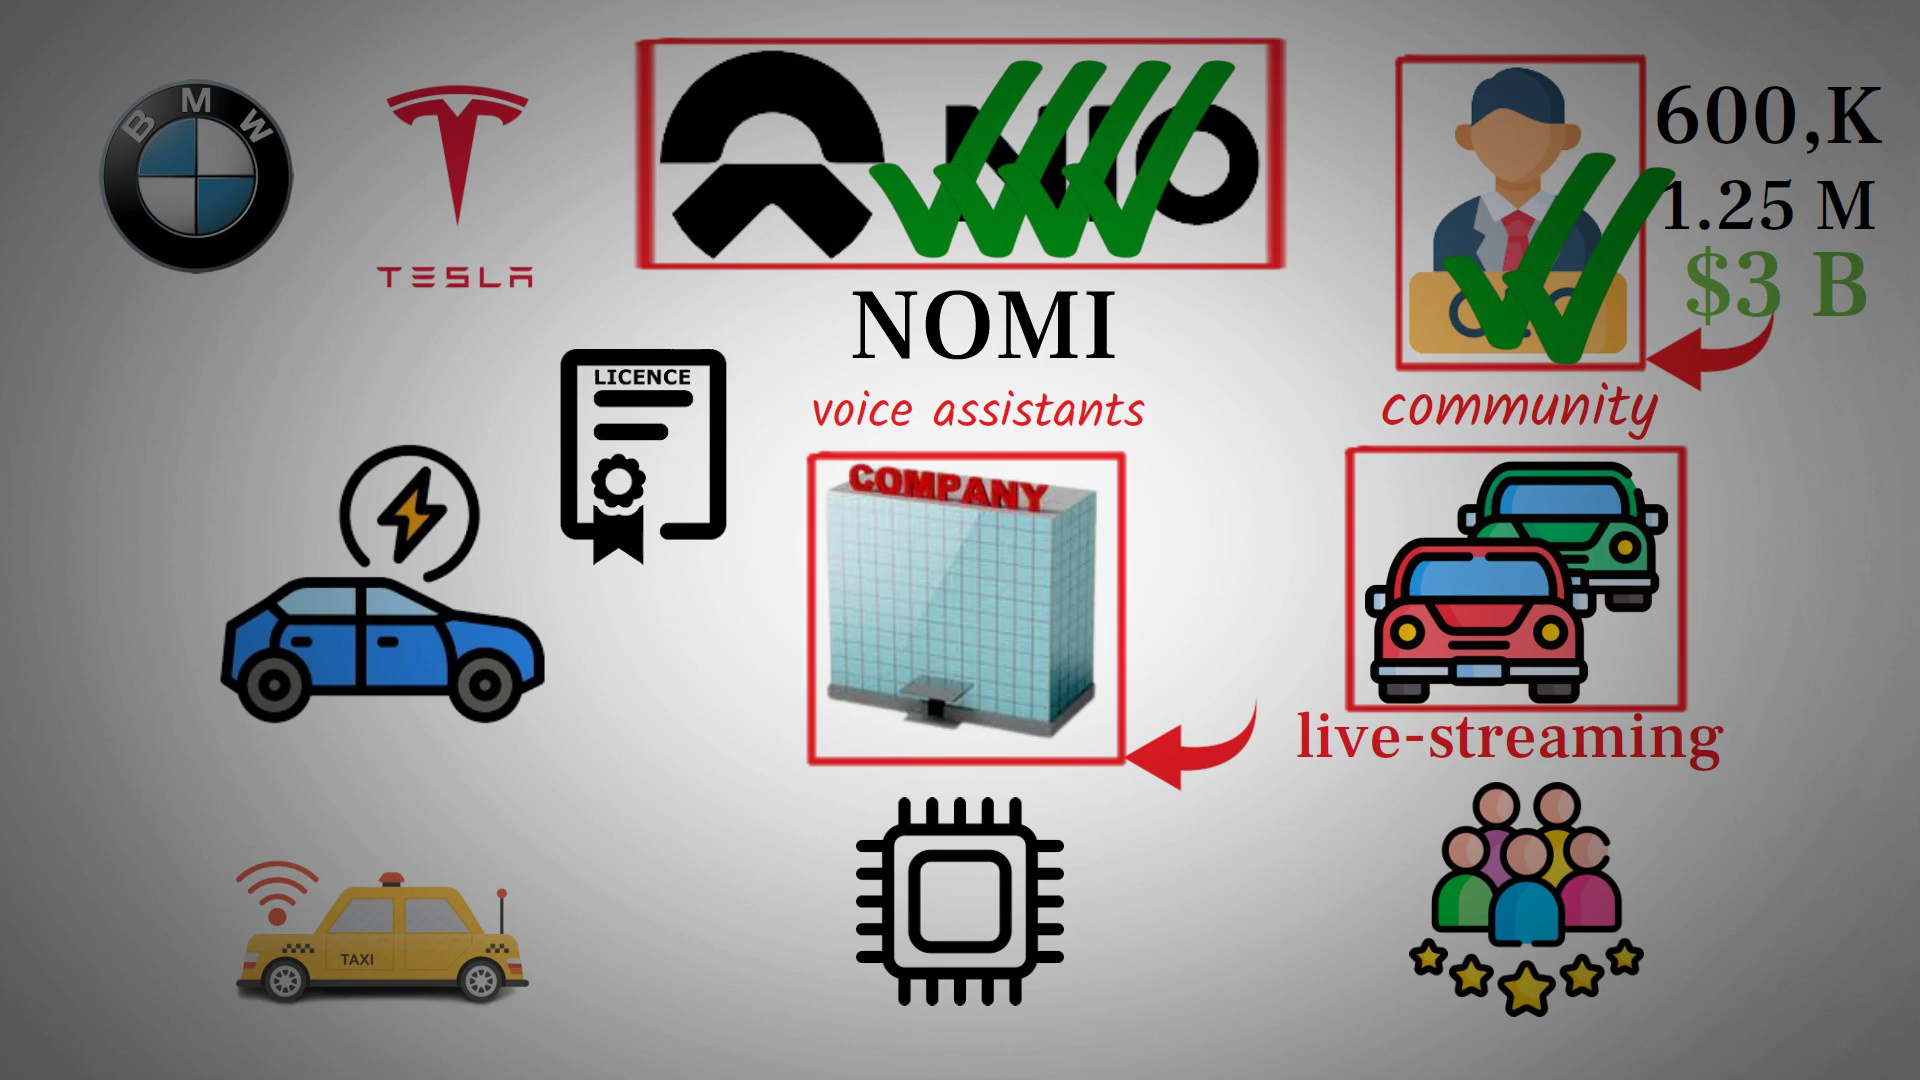 BMW
TESLA
NIO
600,K
1.25 M
$3 B
NOMI
voice assistants
community
LICENCE
COMPANY
live-streaming
TAXI